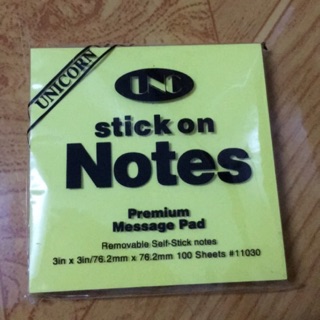 UNICORN
UNC
stick on
Notes
Premium
Message Pad
Removable Self-Stick notes
3in x 3in/76.2mm x 76.2mm 100 Sheets #11030